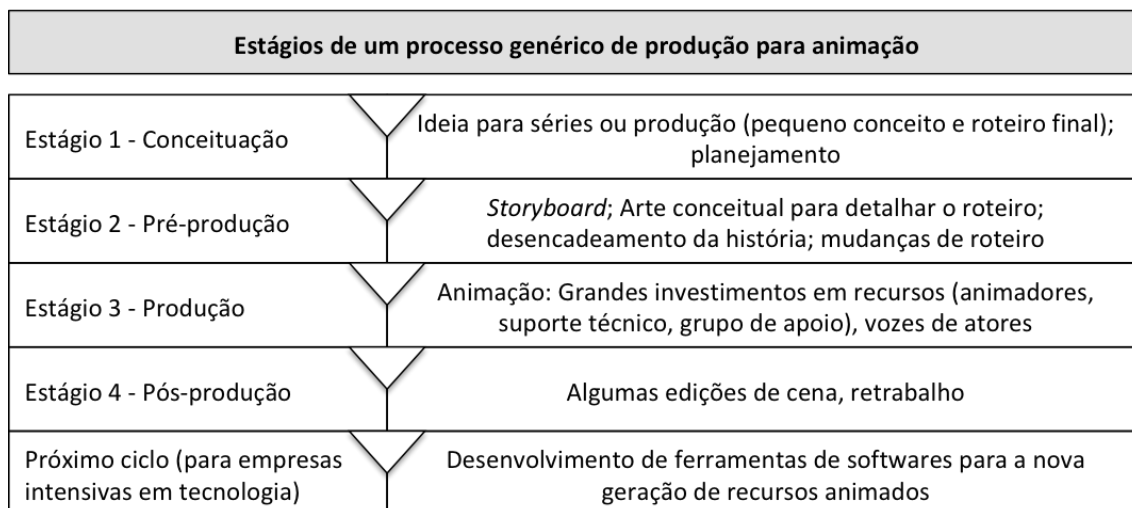 Estágios de um processo genérico de produção para animação
Estágio 1 - Conceituação
Ideia para séries ou produção (pequeno conceito e roteiro final);
planejamento
Estágio 2 - Pré-produção
Storyboard; Arte conceitual para detalhar o roteiro;
desencadeamento da história; mudanças de roteiro
Estágio 3 - Produção
Animação: Grandes investimentos em recursos (animadores,
suporte técnico, grupo de apoio), vozes de atores
Estágio 4 - Pós-produção
Algumas edições de cena, retrabalho
Próximo ciclo (para empresas
intensivas em tecnologia)
Desenvolvimento de ferramentas de softwares para a nova
geração de recursos animados